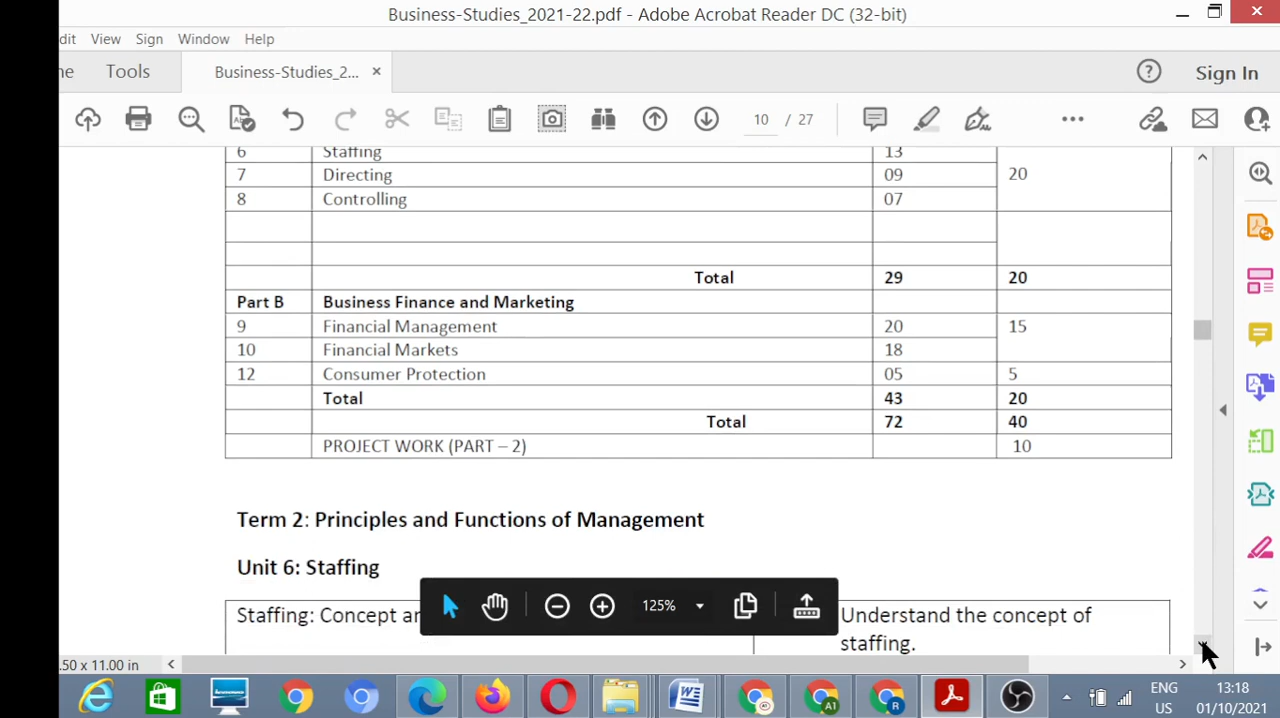 Business-Studies_2021-22.pdf - Adobe Acrobat Reader DC (32-bit)
dit View Sign Window Help
ne Tools Business-Studies_2... × Sign In
10 / 27
6 Staffing 13
7 Directing 09 20
8 Controlling 07
Total 29 20
Part B Business Finance and Marketing
9 Financial Management 20 15
10 Financial Markets 18
12 Consumer Protection 05 5
Total 43 20
Total 72 40
PROJECT WORK (PART – 2) 10
Term 2: Principles and Functions of Management
Unit 6: Staffing
Staffing: Concept an Understand the concept of
staffing.
125%
.50 x 11.00 in
ENG 13:18
US 01/10/2021